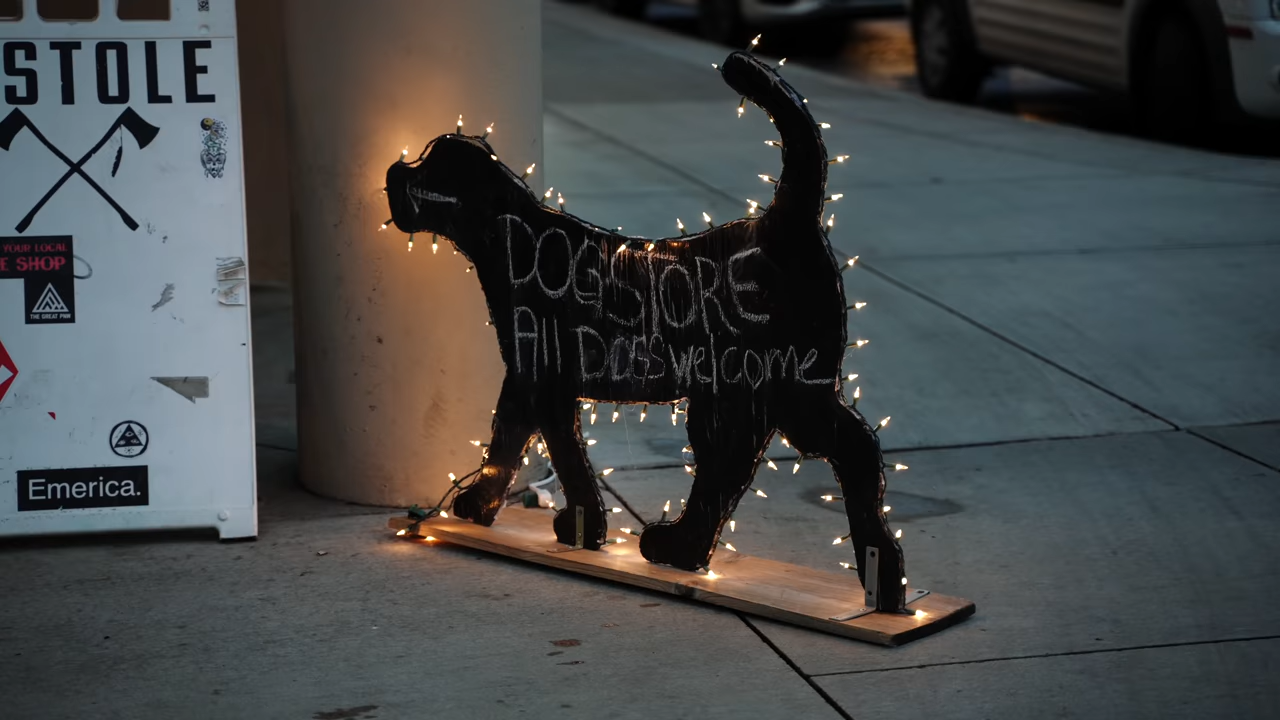 STOLE
YOUR LOCAL
E SHOP
THE GREAT PNW
Emerica.
DOG STORE
All DOGS welcome